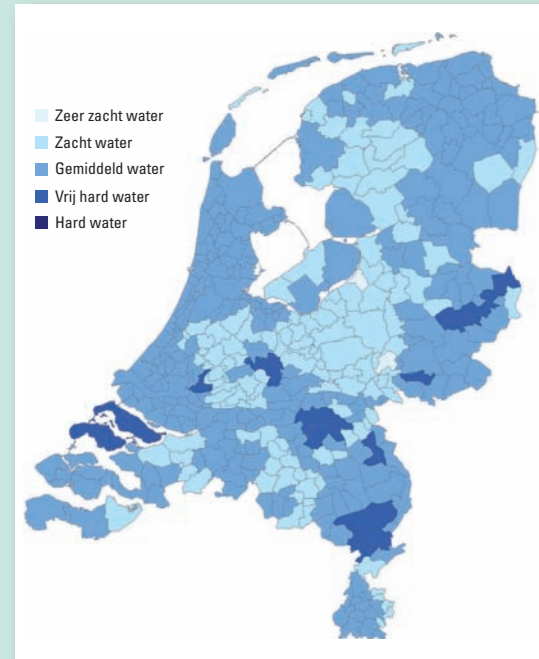 Zeer zacht water
Zacht water
Gemiddeld water
Vrij hard water
Hard water